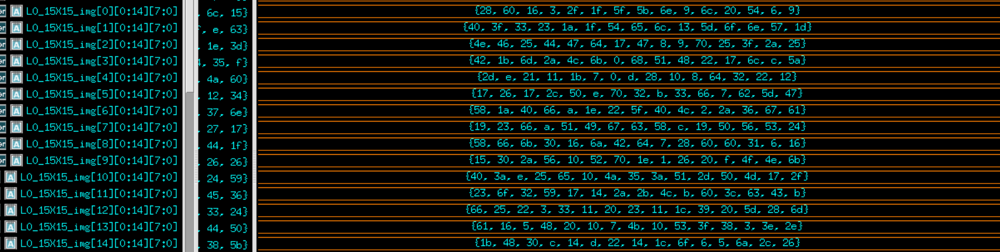 L0_15X15_img[0][0:14][7:0] , 6c, 15} {28, 60, 16, 3, 2f, 1f, 5f, 5b, 6e, 9, 6c, 20, 54, 6, 9}
L0_15X15_img[1][0:14][7:0] , e, 63} {40, 3f, 33, 23, 1a, 1f, 54, 65, 6c, 13, 5d, 6f, 6e, 57, 1d}
L0_15X15_img[2][0:14][7:0] , 1e, 3d} {4e, 46, 25, 44, 47, 64, 17, 47, 8, 9, 70, 25, 3f, 2a, 25}
L0_15X15_img[3][0:14][7:0] , 35, f} {42, 1b, 6d, 2a, 4c, 6b, 0, 68, 51, 48, 22, 17, 6c, c, 5a}
L0_15X15_img[4][0:14][7:0] , 4a, 60} {2d, e, 21, 11, 1b, 7, 0, d, 28, 10, 8, 64, 32, 22, 12}
L0_15X15_img[5][0:14][7:0] , 12, 34} {17, 26, 17, 2c, 50, e, 70, 32, b, 33, 66, 7, 62, 5d, 47}
L0_15X15_img[6][0:14][7:0] , 37, 6e} {58, 1a, 40, 66, a, 1e, 22, 5f, 40, 4c, 2, 2a, 36, 67, 61}
L0_15X15_img[7][0:14][7:0] , 27, 17} {19, 23, 66, a, 51, 49, 67, 63, 58, c, 19, 50, 56, 53, 24}
L0_15X15_img[8][0:14][7:0] , 44, 1f} {58, 66, 6b, 30, 16, 6a, 42, 64, 7, 28, 60, 60, 31, 6, 16}
L0_15X15_img[9][0:14][7:0] , 26, 26} {15, 30, 2a, 56, 10, 52, 70, 1e, 1, 26, 20, f, 4f, 4e, 6b}
L0_15X15_img[10][0:14][7:0] , 24, 59} {40, 3a, e, 25, 65, 10, 4a, 35, 3a, 51, 2d, 50, 4d, 17, 2f}
L0_15X15_img[11][0:14][7:0] , 45, 36} {23, 6f, 32, 59, 17, 14, 2a, 2b, 4c, b, 60, 3c, 63, 43, b}
L0_15X15_img[12][0:14][7:0] , 33, 24} {66, 25, 22, 3, 33, 11, 20, 23, 11, 1c, 39, 20, 5d, 28, 6d}
L0_15X15_img[13][0:14][7:0] , 44, 50} {61, 16, 5, 48, 20, 10, 7, 4b, 10, 53, 3f, 38, 3, 3e, 2e}
L0_15X15_img[14][0:14][7:0] , 38, 5b} {1b, 48, 30, c, 14, d, 22, 14, 1c, 6f, 6, 5, 6a, 2c, 26}